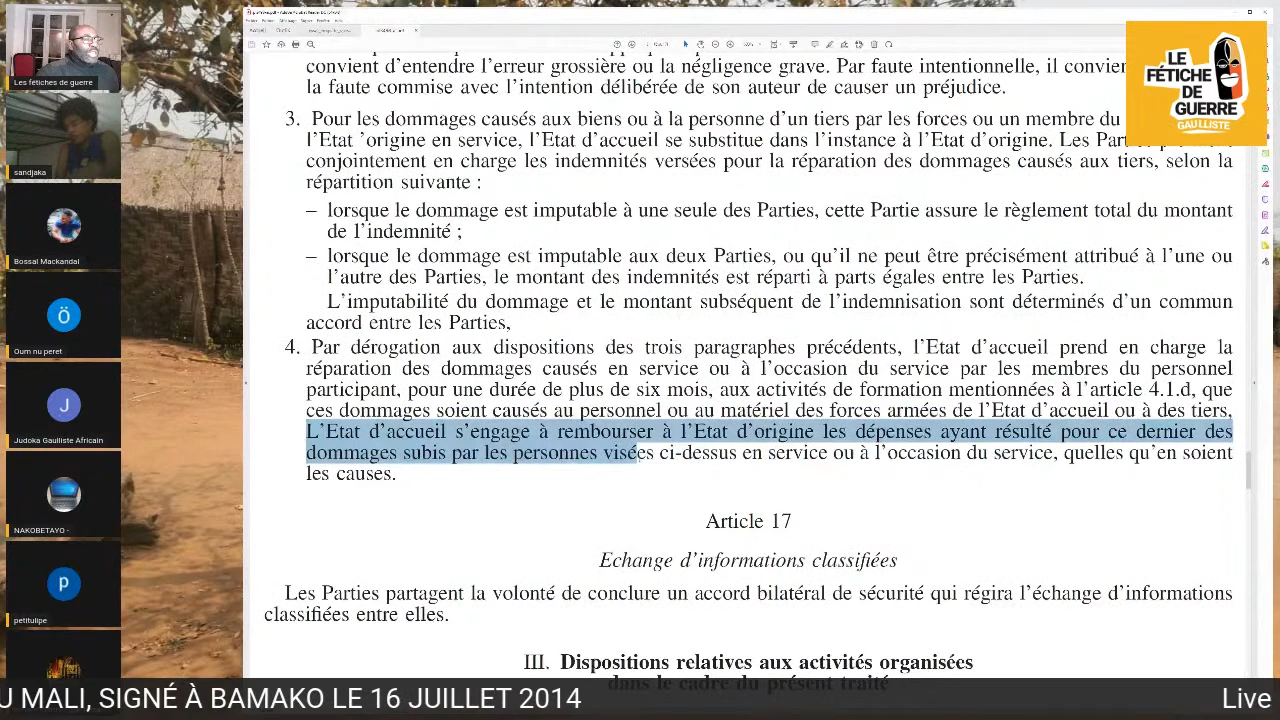 Les fétiches de guerre
sandjaka
Bossal Mackandal
Ö
Oum nu peret
J
Judoka Gaulliste Africain
NAKOBETAYO -
p
petitulipe
LE
FÉTICHE
DE
GUERRE
GAULLISTE
convient d’entendre l’erreur grossière ou la négligence grave. Par faute intentionnelle, il convien
la faute commise avec l’intention délibérée de son auteur de causer un préjudice.
3. Pour les dommages causés aux biens ou à la personne d’un tiers par les forces ou un membre du
l’Etat ’origine en service, l’Etat d’accueil se substitue dans l’instance à l’Etat d’origine. Les
conjointement en charge les indemnités versées pour la réparation des dommages causés aux tiers, selon la
répartition suivante :
– lorsque le dommage est imputable à une seule des Parties, cette Partie assure le règlement total du montant
de l’indemnité ;
– lorsque le dommage est imputable aux deux Parties, ou qu’il ne peut être précisément attribué à l’une ou
l’autre des Parties, le montant des indemnités est réparti à parts égales entre les Parties.
L’imputabilité du dommage et le montant subséquent de l’indemnisation sont déterminés d’un commun
accord entre les Parties,
4. Par dérogation aux dispositions des trois paragraphes précédents, l’Etat d’accueil prend en charge la
réparation des dommages causés en service ou à l’occasion du service par les membres du personnel
participant, pour une durée de plus de six mois, aux activités de formation mentionnées à l’article 4.1.d, que
ces dommages soient causés au personnel ou au matériel des forces armées de l’Etat d’accueil ou à des tiers,
L’Etat d’accueil s’engage à rembourser à l’Etat d’origine les dépenses ayant résulté pour ce dernier des
dommages subis par les personnes visées ci-dessus en service ou à l’occasion du service, quelles qu’en soient
les causes.
Article 17
Echange d’informations classifiées
Les Parties partagent la volonté de conclure un accord bilatéral de sécurité qui régira l’échange d’informations
classifiées entre elles.
III. Dispositions relatives aux activités organisées
dans le cadre du présent traité
U MALI, SIGNÉ À BAMAKO LE 16 JUILLET 2014
Live